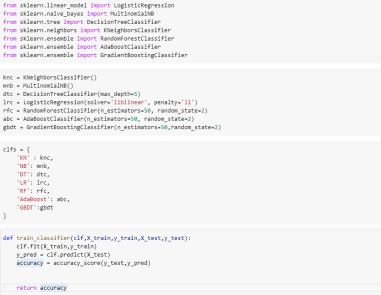 from sklearn.linear_model import LogisticRegression
from sklearn.naive_bayes import MultinomialNB
from sklearn.tree import DecisionTreeClassifier
from sklearn.neighbors import KNeighborsClassifier
from sklearn.ensemble import RandomForestClassifier
from sklearn.ensemble import AdaBoostClassifier
from sklearn.ensemble import GradientBoostingClassifier
knc = KNeighborsClassifier()
mnb = MultinomialNB()
dtc = DecisionTreeClassifier(max_depth=5)
lrc = LogisticRegression(solver='liblinear', penalty='l1')
rfc = RandomForestClassifier(n_estimators=50, random_state=2)
abc = AdaBoostClassifier(n_estimators=50, random_state=2)
gbdt = GradientBoostingClassifier(n_estimators=50,random_state=2)
clfs = {
'KN' : knc,
'NB': mnb,
'DT': dtc,
'LR': lrc,
'RF': rfc,
'AdaBoost': abc,
'GBDT':gbdt
}
def train_classifier(clf,X_train,y_train,X_test,y_test):
clf.fit(X_train,y_train)
y_pred = clf.predict(X_test)
accuracy = accuracy_score(y_test,y_pred)
return accuracy